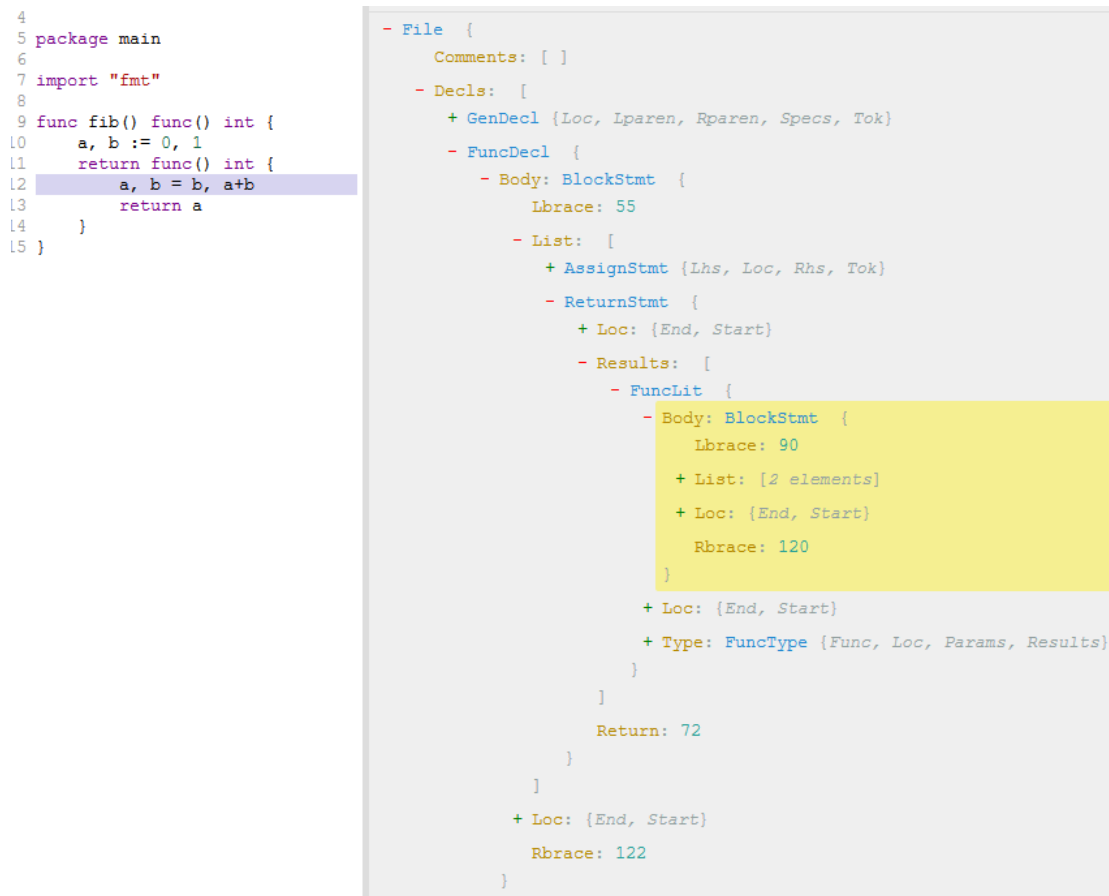 4
5 package main
6
7 import "fmt"
8
9 func fib() func() int {
10 a, b := 0, 1
11 return func() int {
12 a, b = b, a+b
13 return a
14 }
15 }
- File {
Comments: [ ]
- Decls: [
+ GenDecl {Loc, Lparen, Rparen, Specs, Tok}
- FuncDecl {
- Body: BlockStmt {
Lbrace: 55
- List: [
+ AssignStmt {Lhs, Loc, Rhs, Tok}
- ReturnStmt {
+ Loc: {End, Start}
- Results: [
- FuncLit {
- Body: BlockStmt {
Lbrace: 90
+ List: [2 elements]
+ Loc: {End, Start}
Rbrace: 120
}
+ Loc: {End, Start}
+ Type: FuncType {Func, Loc, Params, Results}
}
]
Return: 72
}
]
+ Loc: {End, Start}
Rbrace: 122
}